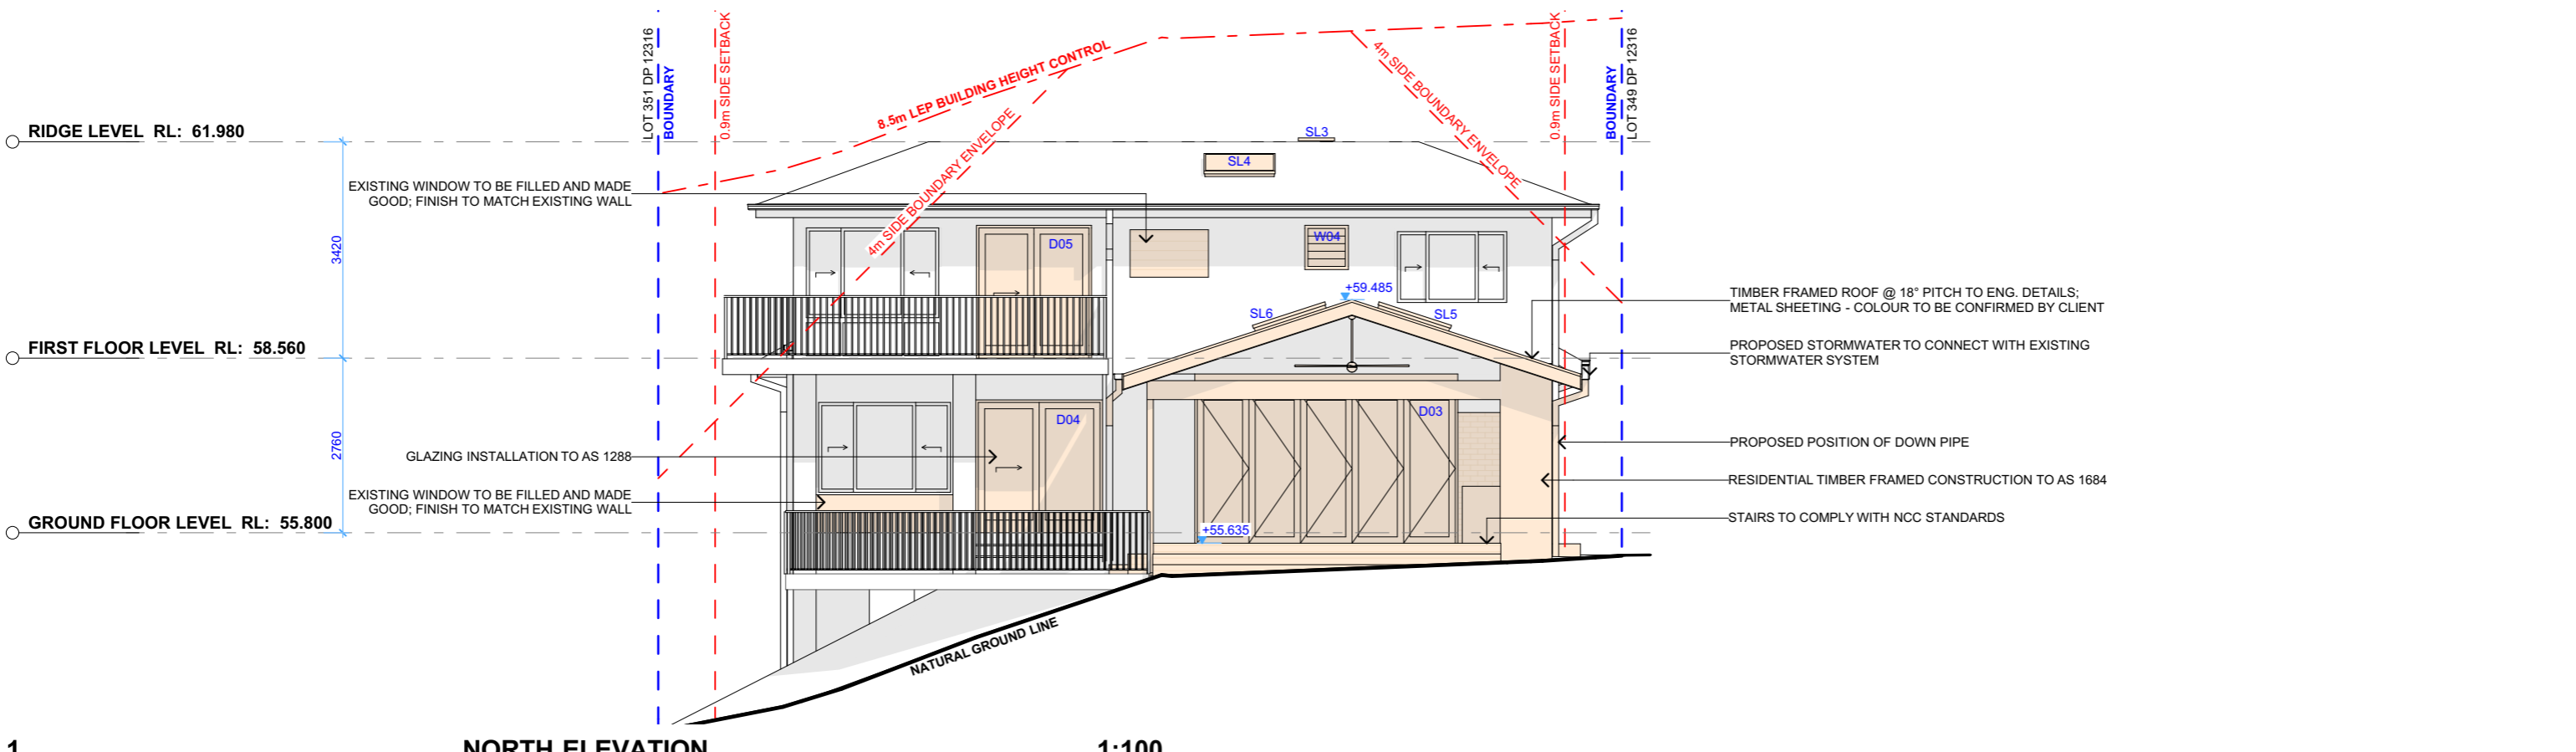 LOT 351 DP 12316
BOUNDARY
0.9m SIDE SETBACK
8.5m LEP BUILDING HEIGHT CONTROL
4m SIDE BOUNDARY ENVELOPE
4m SIDE BOUNDARY ENVELOPE
0.9m SIDE SETBACK
BOUNDARY
LOT 349 DP 12316
RIDGE LEVEL RL: 61.980
SL3
SL4
EXISTING WINDOW TO BE FILLED AND MADE
GOOD; FINISH TO MATCH EXISTING WALL
3420
D05
W04
+59.485
SL6
SL5
TIMBER FRAMED ROOF @ 18° PITCH TO ENG. DETAILS;
METAL SHEETING - COLOUR TO BE CONFIRMED BY CLIENT
FIRST FLOOR LEVEL RL: 58.560
PROPOSED STORMWATER TO CONNECT WITH EXISTING
STORMWATER SYSTEM
2760
D04
D03
GLAZING INSTALLATION TO AS 1288
PROPOSED POSITION OF DOWN PIPE
EXISTING WINDOW TO BE FILLED AND MADE
GOOD; FINISH TO MATCH EXISTING WALL
RESIDENTIAL TIMBER FRAMED CONSTRUCTION TO AS 1684
GROUND FLOOR LEVEL RL: 55.800
+55.635
STAIRS TO COMPLY WITH NCC STANDARDS
NATURAL GROUND LINE
1
NORTH ELEVATION
1:100